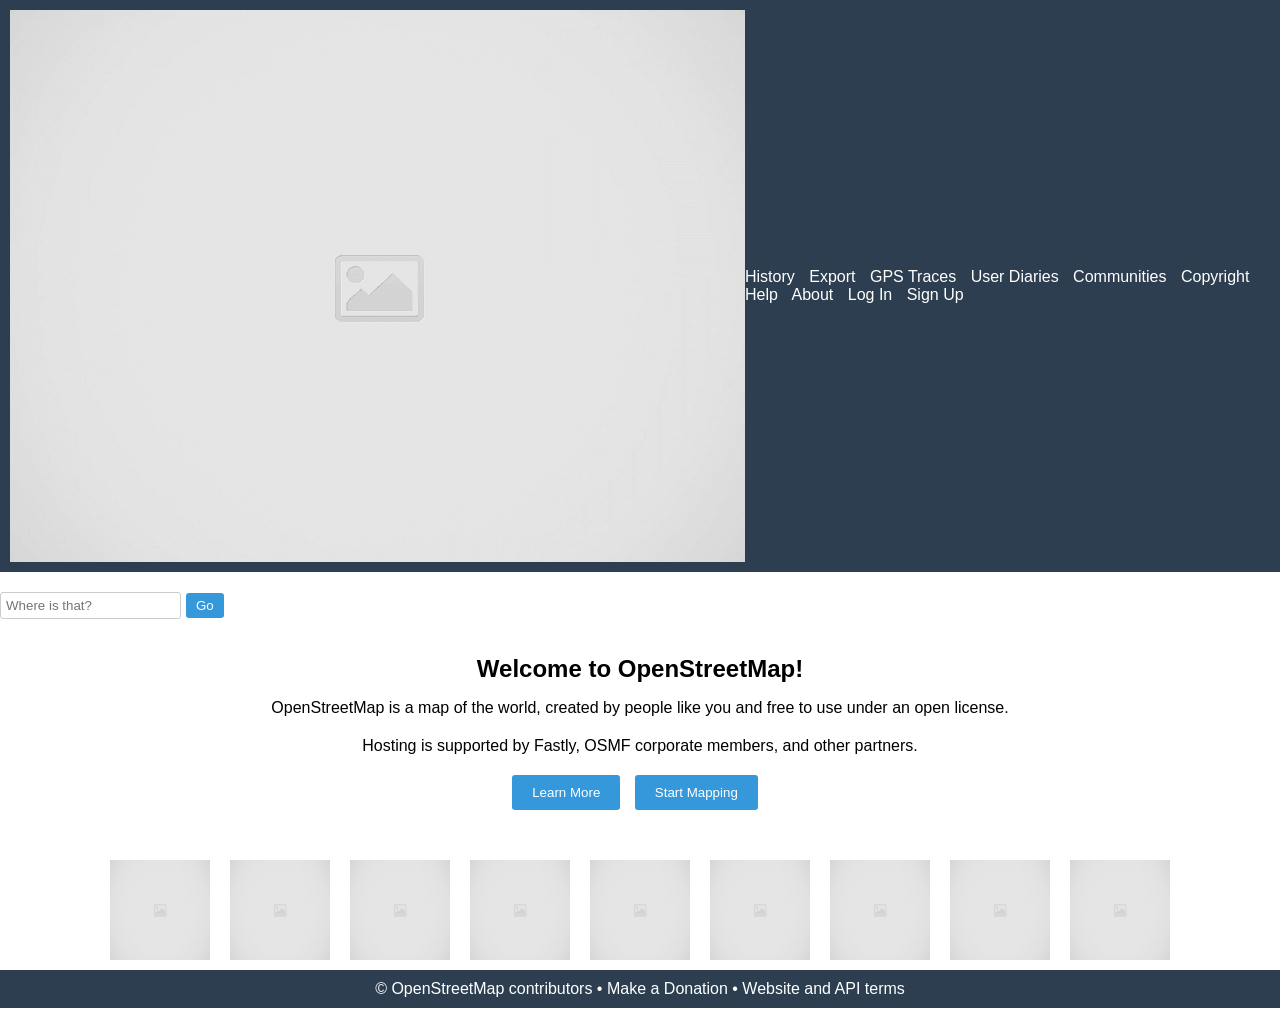 History Export GPS Traces User Diaries Communities Copyright
Help About Log In Sign Up
Where is that? Go
Welcome to OpenStreetMap!
OpenStreetMap is a map of the world, created by people like you and free to use under an open license.
Hosting is supported by Fastly, OSMF corporate members, and other partners.
Learn More Start Mapping
© OpenStreetMap contributors • Make a Donation • Website and API terms